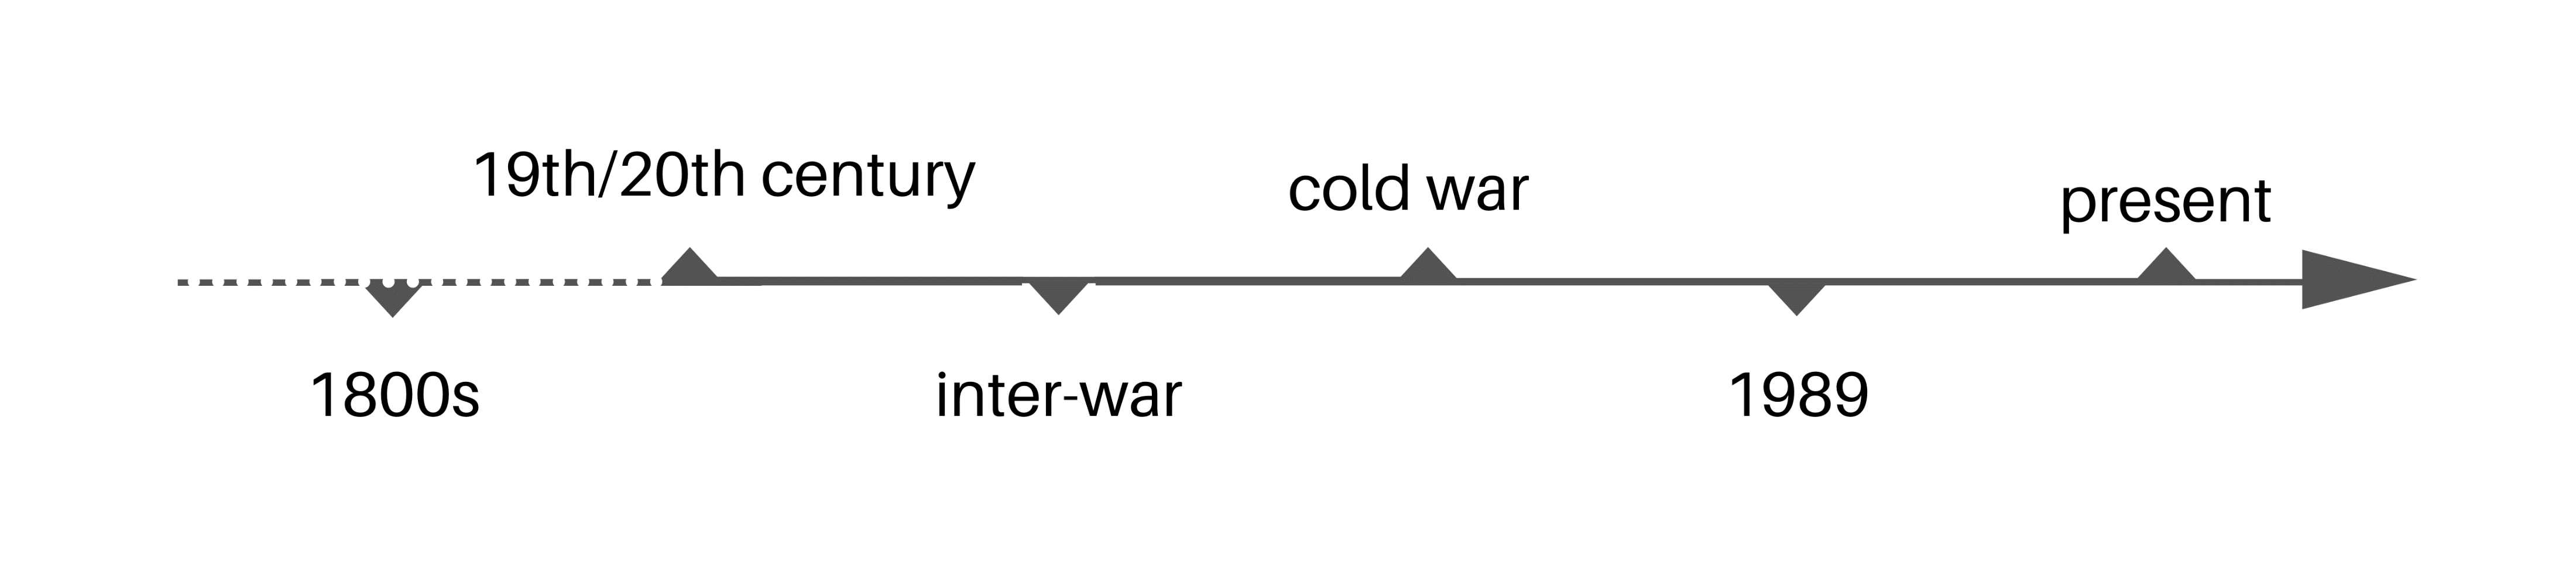 19th/20th century
cold war
present
1800s
inter-war
1989